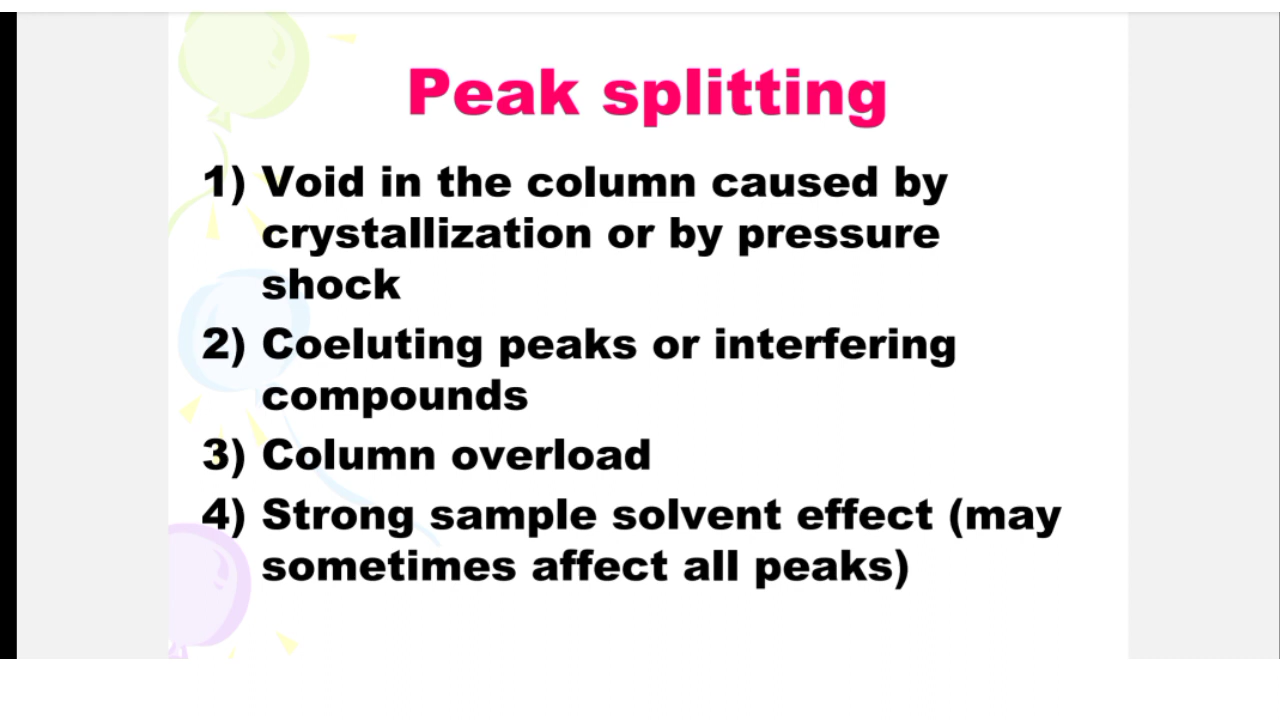 Peak splitting
1) Void in the column caused by
crystallization or by pressure
shock
2) Coeluting peaks or interfering
compounds
3) Column overload
4) Strong sample solvent effect (may
sometimes affect all peaks)